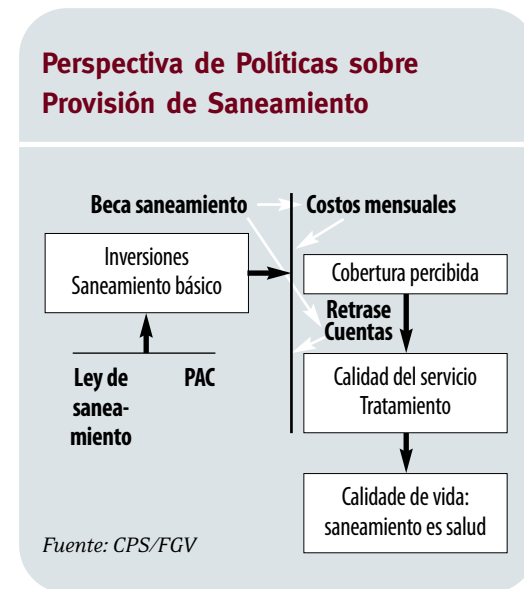 Perspectiva de Políticas sobre
Provisión de Saneamiento
Beca saneamiento
Costos mensuales
Inversiones
Saneamiento básico
Cobertura percibida
Retrase
Cuentas
Ley de
sanea-
miento
PAC
Calidad del servicio
Tratamiento
Calidade de vida:
saneamiento es salud
Fuente: CPS/FGV